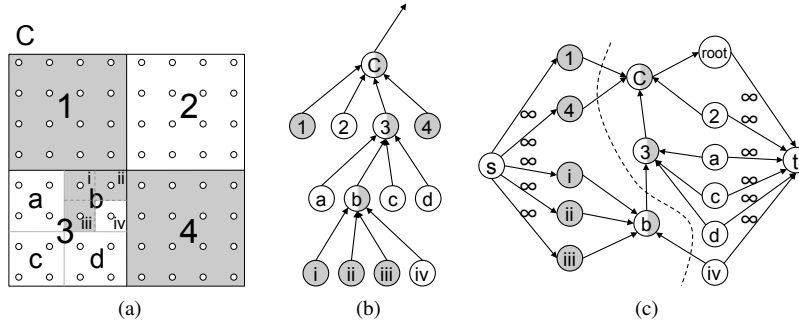 C
1 2
i ii
a b
iii iv
3 4
c d
(a)
C
1 2 3 4
a b c d
i ii iii iv
(b)
1 root
C
∞ ∞
4 ∞ 2 ∞
∞ 3 a ∞
s t
∞ i c ∞
∞ ii b d ∞
iii iv
(c)